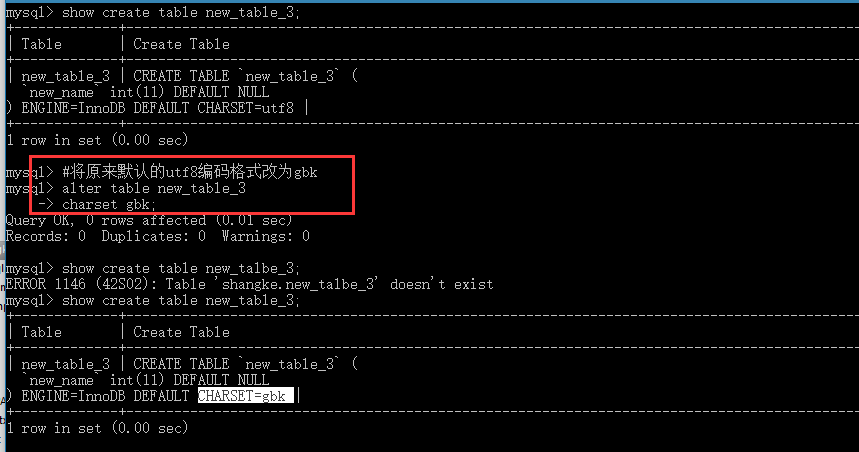 mysql> show create table new_table_3;
| Table | Create Table
| new_table_3 | CREATE TABLE `new_table_3` (
`new_name` int(11) DEFAULT NULL
) ENGINE=InnoDB DEFAULT CHARSET=utf8 |
1 row in set (0.00 sec)
mysql> #将原来默认的utf8编码格式改为gbk
mysql> alter table new_table_3
-> charset gbk;
Query OK, 0 rows affected (0.01 sec)
Records: 0 Duplicates: 0 Warnings: 0
mysql> show create table new_talbe_3;
ERROR 1146 (42S02): Table 'shangke.new_talbe_3' doesn't exist
mysql> show create table new_table_3;
| Table | Create Table
| new_table_3 | CREATE TABLE `new_table_3` (
`new_name` int(11) DEFAULT NULL
) ENGINE=InnoDB DEFAULT CHARSET=gbk |
1 row in set (0.00 sec)